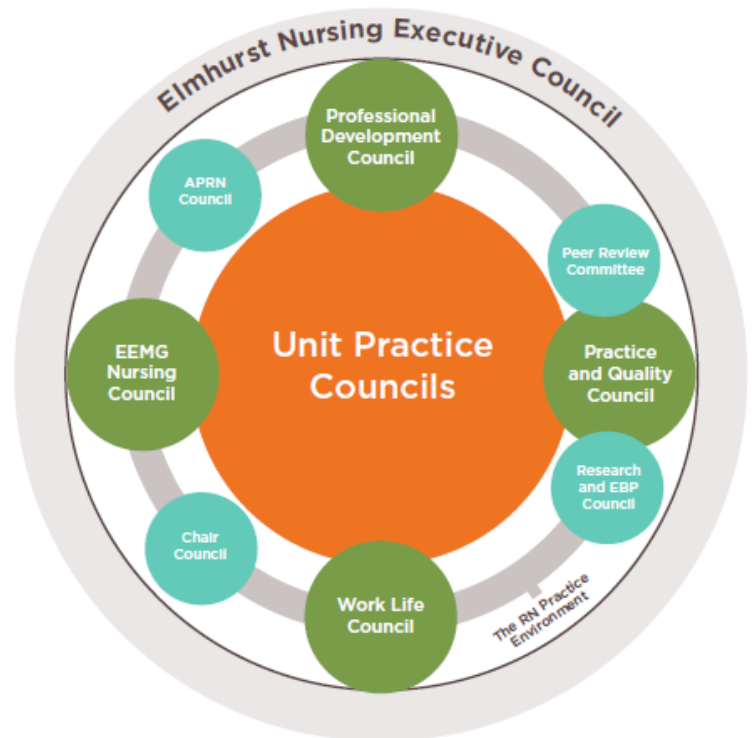 Elmhurst Nursing Executive Council
Professional
Development
Council
APRN
Council
Peer Review
Committee
EEMG
Nursing
Council
Unit Practice
Councils
Practice
and Quality
Council
Research
and EBP
Council
Chair
Council
Work Life
Council
The RN Practice
Environment